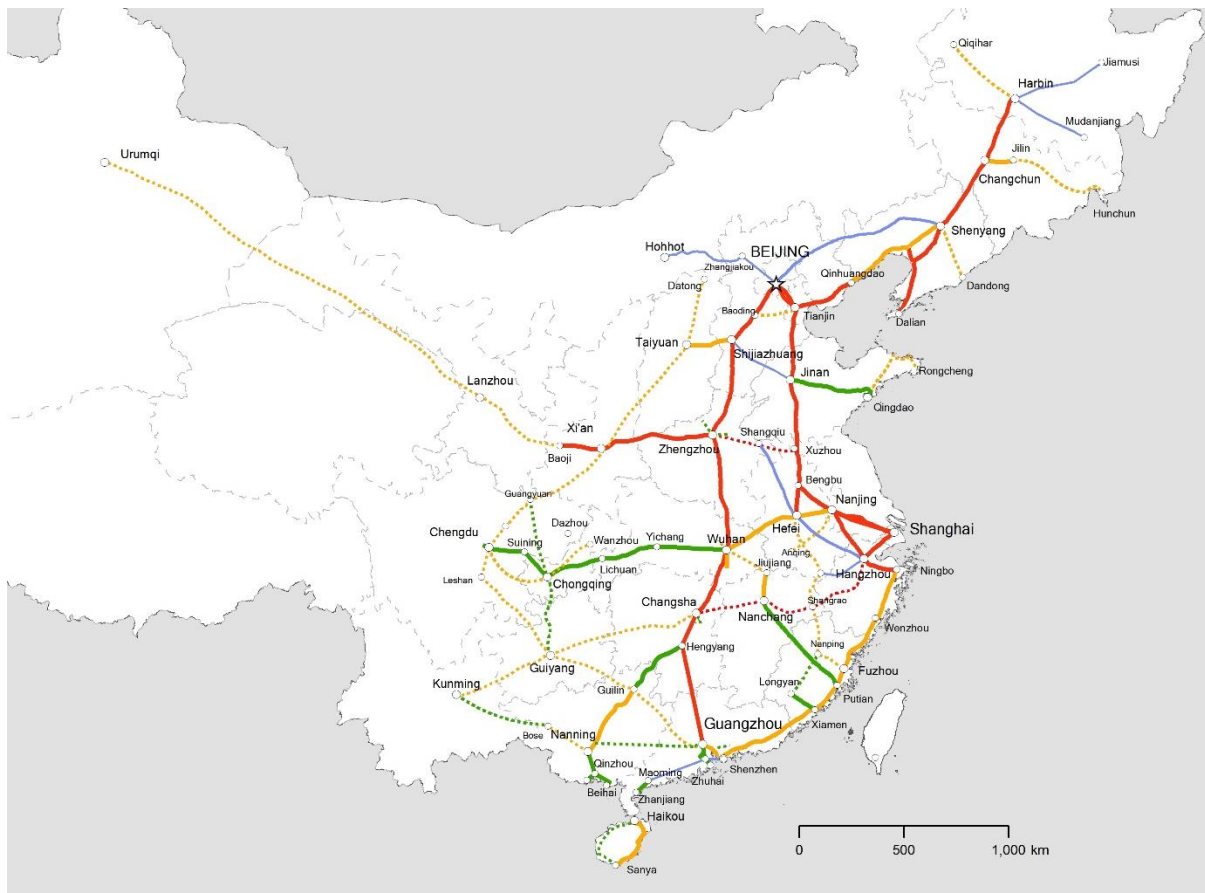 Qiqihar
Jiamusi
Harbin
Mudanjiang
Urumqi
Jilin
Changchun
Hunchun
Shenyang
Hohhot
BEIJING
Zhangjiakou
Qinhuangdao
Datong
Dandong
Baoding
Tianjin
Dalian
Taiyuan
Shijiazhuang
Jinan
Rongcheng
Lanzhou
Qingdao
Xi'an
Shangqiu
Zhengzhou
Xuzhou
Baoji
Bengbu
Guangyuan
Nanjing
Dazhou
Hefei
Shanghai
Chengdu
Suining
Wanzhou
Yichang
Wuhan
Anqing
Lichuan
Jiujiang
Hangzhou
Ningbo
Leshan
Chongqing
Changsha
Shangrao
Nanchang
Wenzhou
Hengyang
Nanping
Guiyang
Fuzhou
Kunming
Guilin
Longyan
Putian
Guangzhou
Xiamen
Bose
Nanning
Qinzhou
Maoming
Shenzhen
Zhuhai
Beihai
Zhanjiang
Haikou
Sanya
0 500 1,000 km